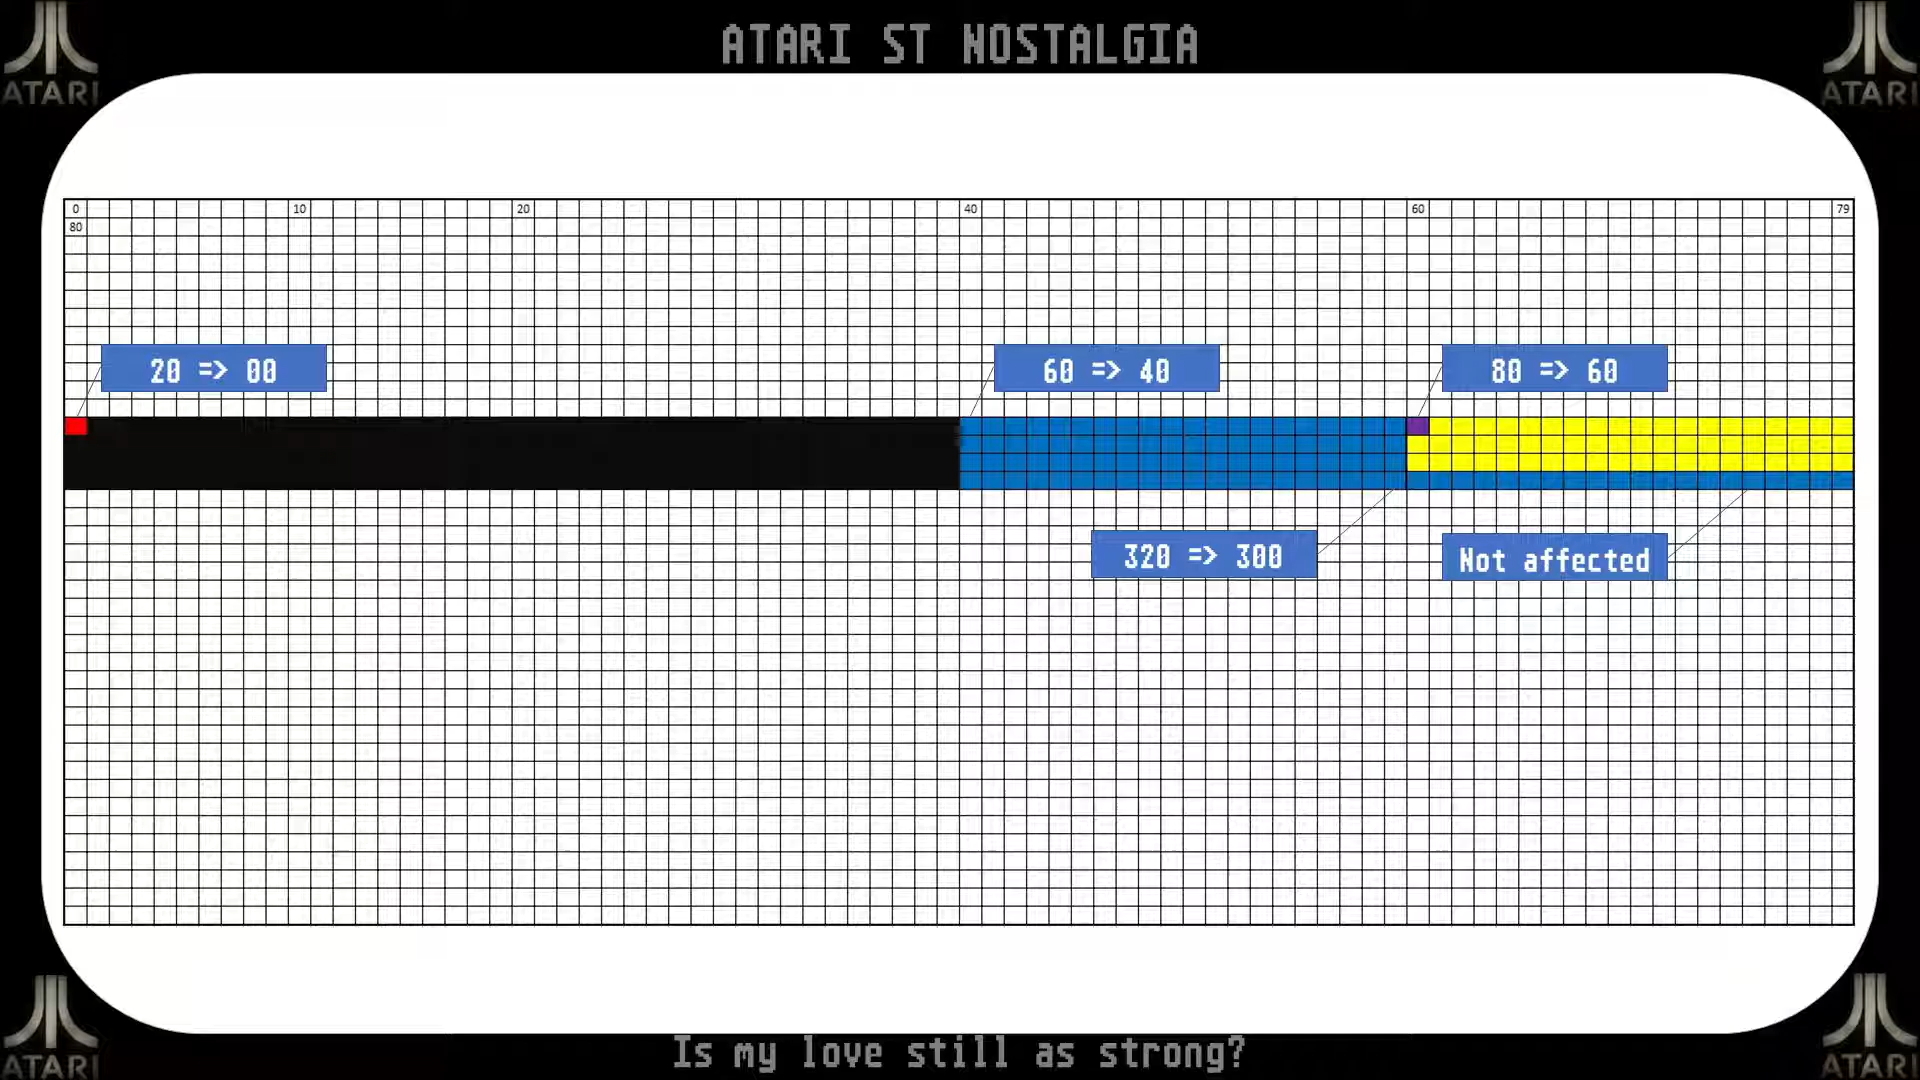 ATARI ST NOSTALGIA
ATARI
ATARI
0 10 20 40 60 79
80
20 => 00
60 => 40
80 => 60
320 => 300
Not affected
Is my love still as strong?
ATARI
ATARI